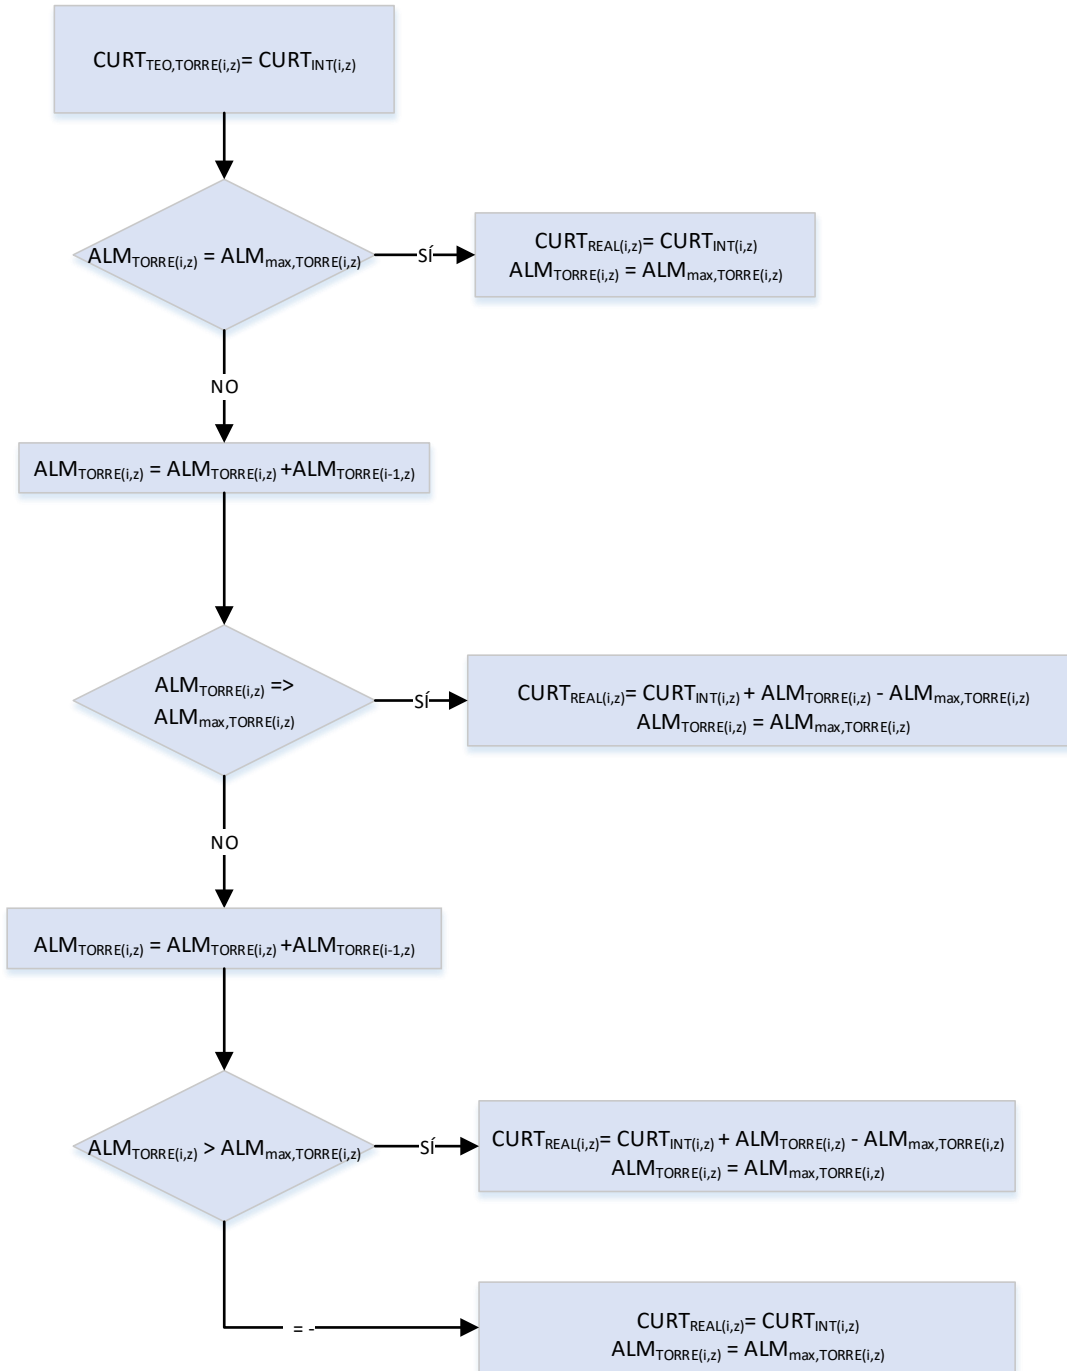 CURTTEO,TORRE(i,z)= CURTINT(i,z)
ALMTORRE(i,z) = ALMmax,TORRE(i,z)
SÍ
CURTREAL(i,z)= CURTINT(i,z)
ALMTORRE(i,z) = ALMmax,TORRE(i,z)
NO
ALMTORRE(i,z) = ALMTORRE(i,z) +ALMTORRE(i-1,z)
ALMTORRE(i,z) =>
ALMmax,TORRE(i,z)
SÍ
CURTREAL(i,z)= CURTINT(i,z) + ALMTORRE(i,z) - ALMmax,TORRE(i,z)
ALMTORRE(i,z) = ALMmax,TORRE(i,z)
NO
ALMTORRE(i,z) = ALMTORRE(i,z) +ALMTORRE(i-1,z)
ALMTORRE(i,z) > ALMmax,TORRE(i,z)
SÍ
CURTREAL(i,z)= CURTINT(i,z) + ALMTORRE(i,z) - ALMmax,TORRE(i,z)
ALMTORRE(i,z) = ALMmax,TORRE(i,z)
= -
CURTREAL(i,z)= CURTINT(i,z)
ALMTORRE(i,z) = ALMmax,TORRE(i,z)